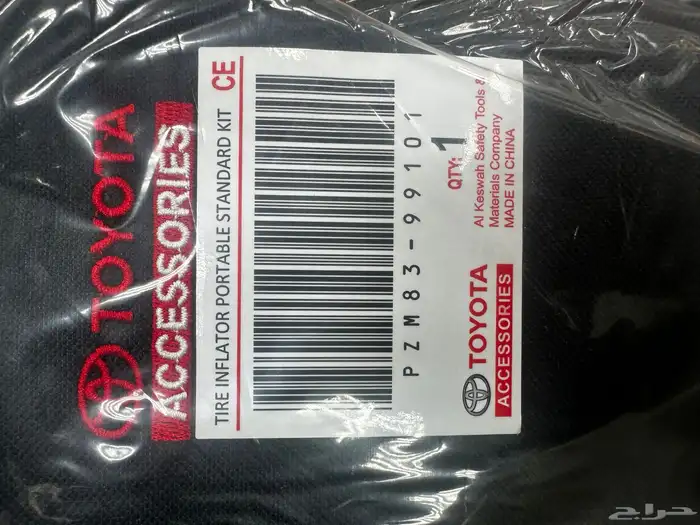 TOYOTA
ACCESSORIES
TIRE INFLATOR PORTABLE STANDARD KIT CE
PZM83-99101
TOYOTA
ACCESSORIES
QTY: 1
Al Keswah Safety Tools &
Materials Company
MADE IN CHINA
حراج